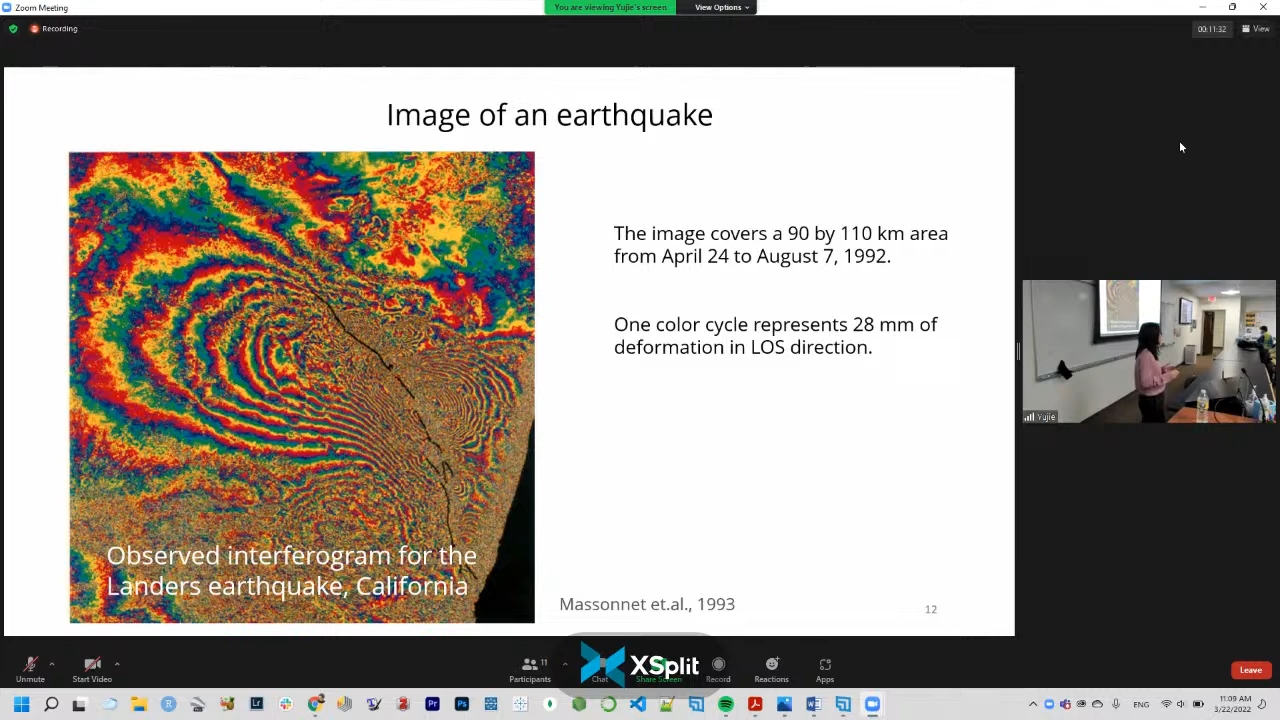 Zoom Meeting
You are viewing Yujie's screen
View Options
Recording
00:11:32
View
Image of an earthquake
The image covers a 90 by 110 km area
from April 24 to August 7, 1992.
One color cycle represents 28 mm of
deformation in LOS direction.
Observed interferogram for the
Landers earthquake, California
Massonnet et.al., 1993
12
Yujie
Unmute
Start Video
Participants
11
Chat
Share Screen
Record
Reactions
Apps
Leave
XSplit
ENG
11:09 AM
3/22/2022